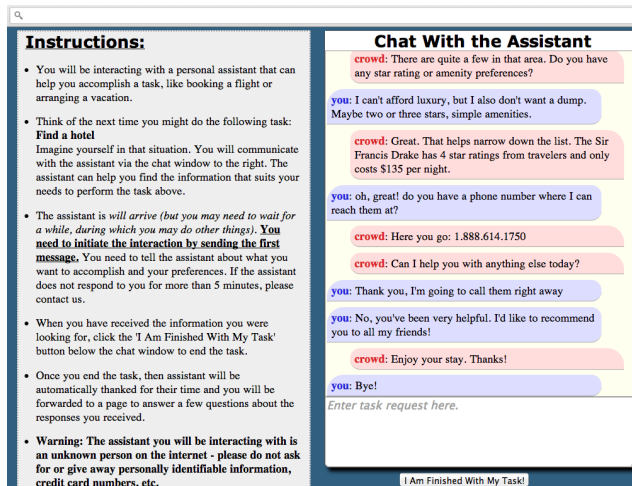 Instructions:
• You will be interacting with a personal assistant that can
help you accomplish a task, like booking a flight or
arranging a vacation.
• Think of the next time you might do the following task:
Find a hotel
Imagine yourself in that situation. You will communicate
with the assistant via the chat window to the right. The
assistant can help you find the information that suits your
needs to perform the task above.
• The assistant is will arrive (but you may need to wait for
a while, during which you may do other things). You
need to initiate the interaction by sending the first
message. You need to tell the assistant about what you
want to accomplish and your preferences. If the assistant
does not respond to you for more than 5 minutes, please
contact us.
• When you have received the information you were
looking for, click the 'I Am Finished With My Task'
button below the chat window to end the task.
• Once you end the task, then assistant will be
automatically thanked for their time and you will be
forwarded to a page to answer a few questions about the
responses you received.
• Warning: The assistant you will be interacting with is
an unknown person on the internet - please do not ask
for or give away personally identifiable information,
credit card numbers, etc.
Chat With the Assistant
crowd: There are quite a few in that area. Do you have
any star rating or amenity preferences?
you: I can't afford luxury, but I also don't want a dump.
Maybe two or three stars, simple amenities.
crowd: Great. That helps narrow down the list. The Sir
Francis Drake has 4 star ratings from travelers and only
costs $135 per night.
you: oh, great! do you have a phone number where I can
reach them at?
crowd: Here you go: 1.888.614.1750
crowd: Can I help you with anything else today?
you: Thank you, I'm going to call them right away
you: No, you've been very helpful. I'd like to recommend
you to all my friends!
crowd: Enjoy your stay. Thanks!
you: Bye!
Enter task request here.
I Am Finished With My Task!